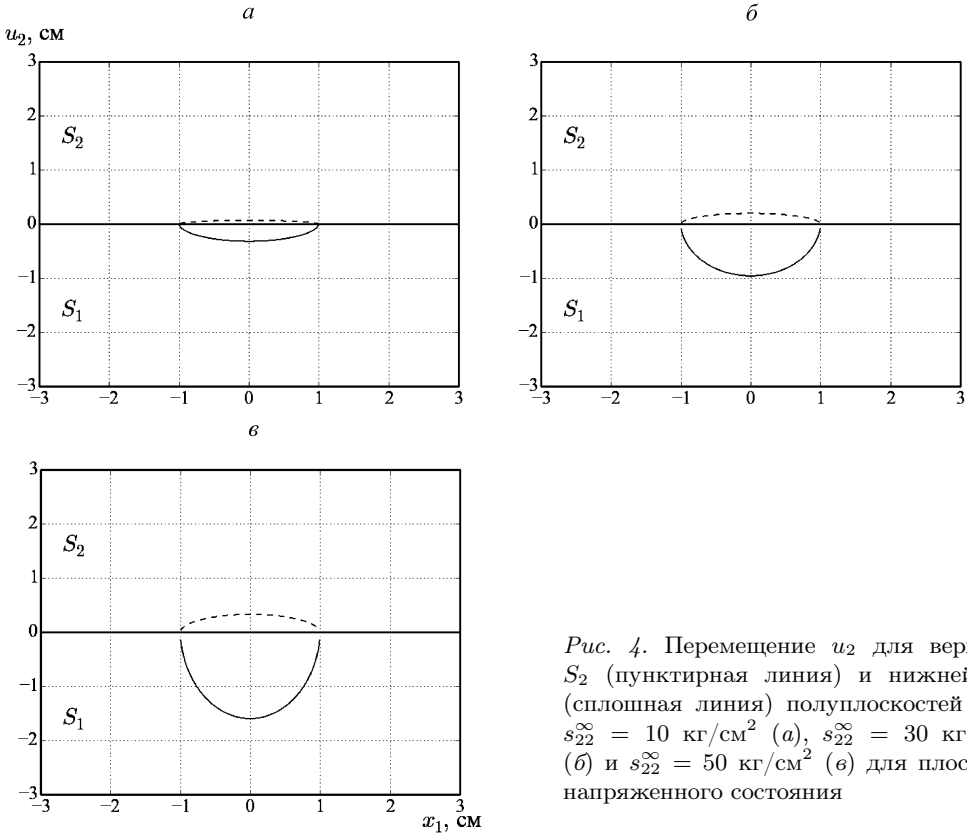 а
u₂, см
3
2
1
0
−1
−2
−3
S₂
S₁
−3 −2 −1 0 1 2 3
б
3
2
1
0
−1
−2
−3
S₂
S₁
−3 −2 −1 0 1 2 3
в
3
2
1
0
−1
−2
−3
S₂
S₁
−3 −2 −1 0 1 2 3
x₁, см
Рис. 4. Перемещение u₂ для
S₂ (пунктирная линия) и нижней
(сплошная линия) полуплоскостей
s₂₂^∞ = 10 кг/см² (а), s₂₂^∞ = 30 кг
(б) и s₂₂^∞ = 50 кг/см² (в) для плос
напряженного состояния